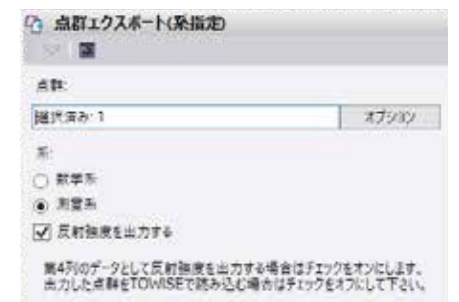 点群エクスポート(系指定)
点群:
選択済み: 1
オプション
系:
数学系
測量系
反射強度を出力する
第4列のデータとして反射強度を出力する場合はチェックをオンにします。
出力した点群をTOWISEで読み込む場合はチェックをオフにして下さい。